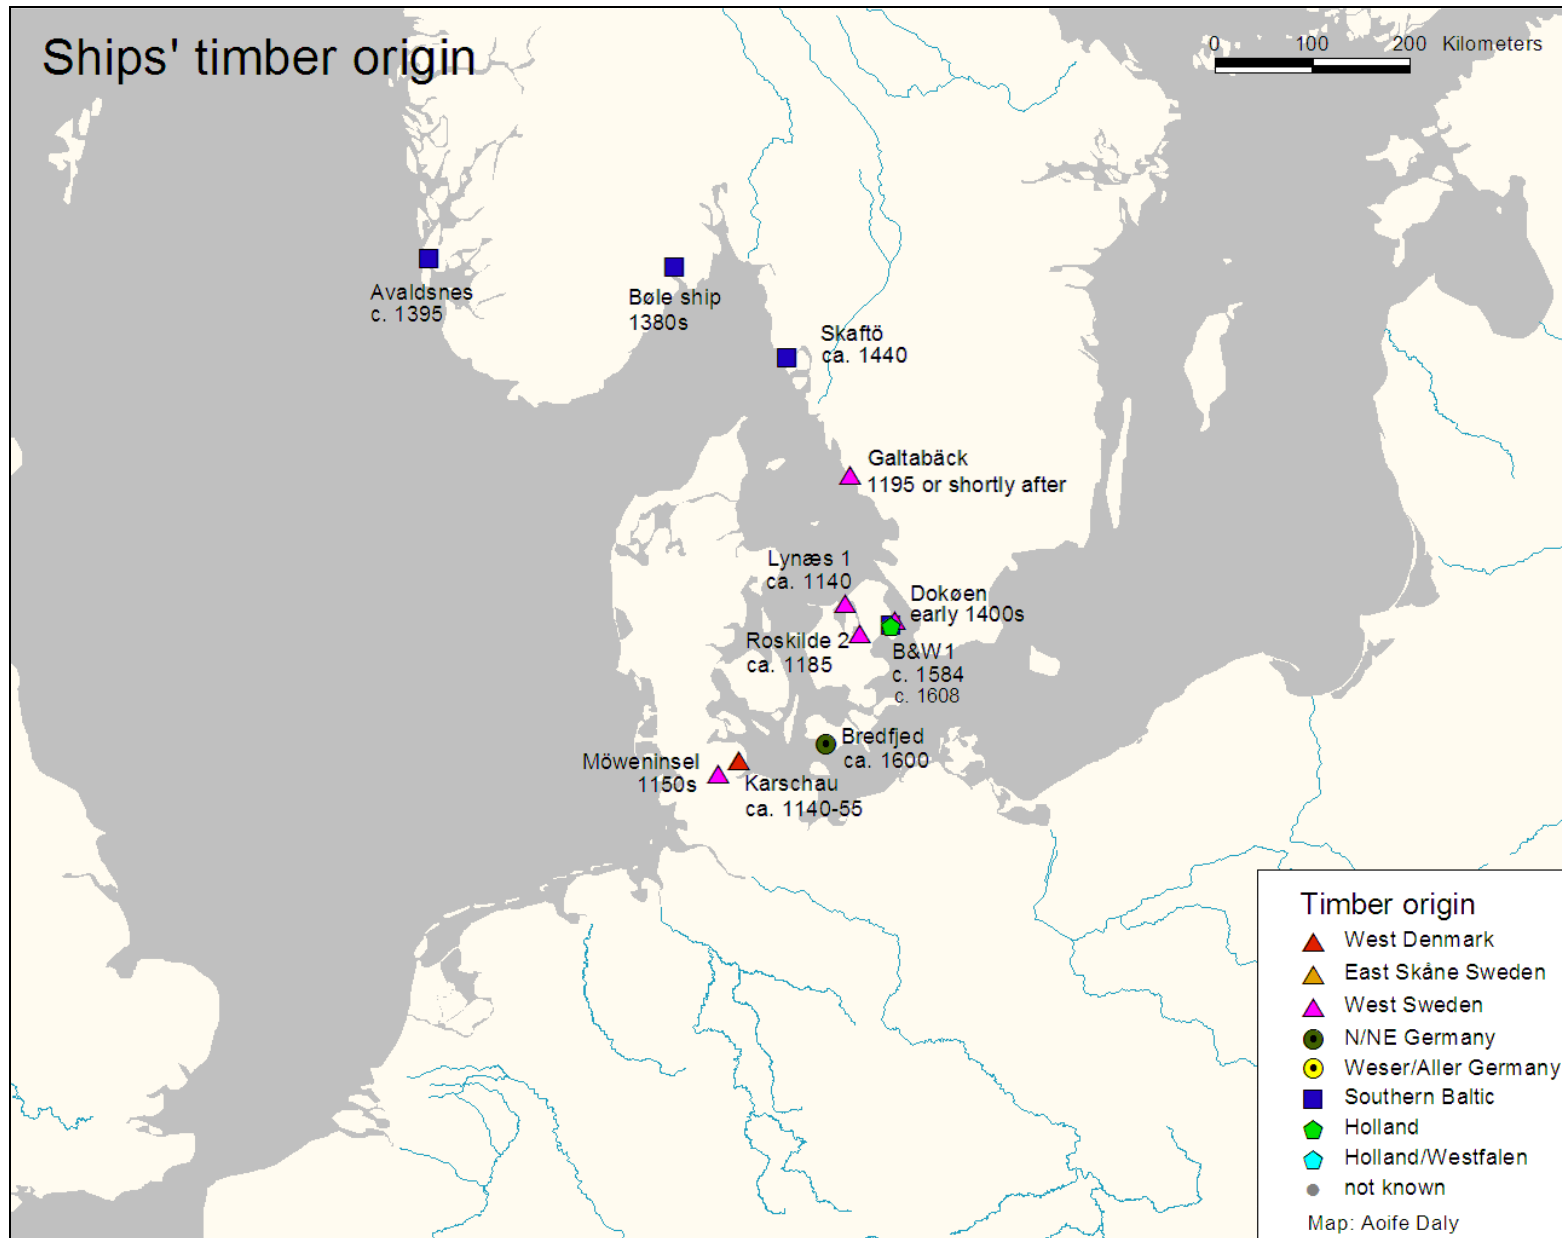 Ships' timber origin
0 100 200 Kilometers
Avaldsnes
c. 1395
Bøle ship
1380s
Skaftö
ca. 1440
Galtabäck
1195 or shortly after
Lynæs 1
ca. 1140
Dokøen
early 1400s
Roskilde 2
ca. 1185
B&W1
c. 1584
c. 1608
Bredfjed
ca. 1600
Möweninsel
1150s
Karschau
ca. 1140-55
Timber origin
West Denmark
East Skåne Sweden
West Sweden
N/NE Germany
Weser/Aller Germany
Southern Baltic
Holland
Holland/Westfalen
not known
Map: Aoife Daly